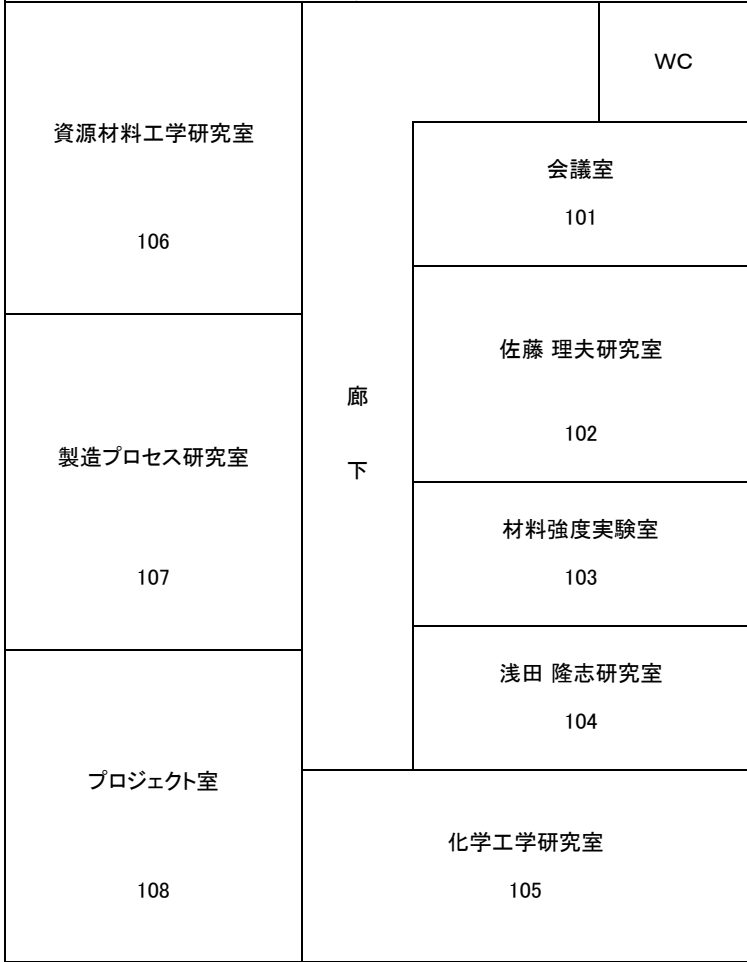 WC
資源材料工学研究室
106
会議室
101
佐藤 理夫研究室
102
廊
下
製造プロセス研究室
107
材料強度実験室
103
浅田 隆志研究室
104
プロジェクト室
108
化学工学研究室
105